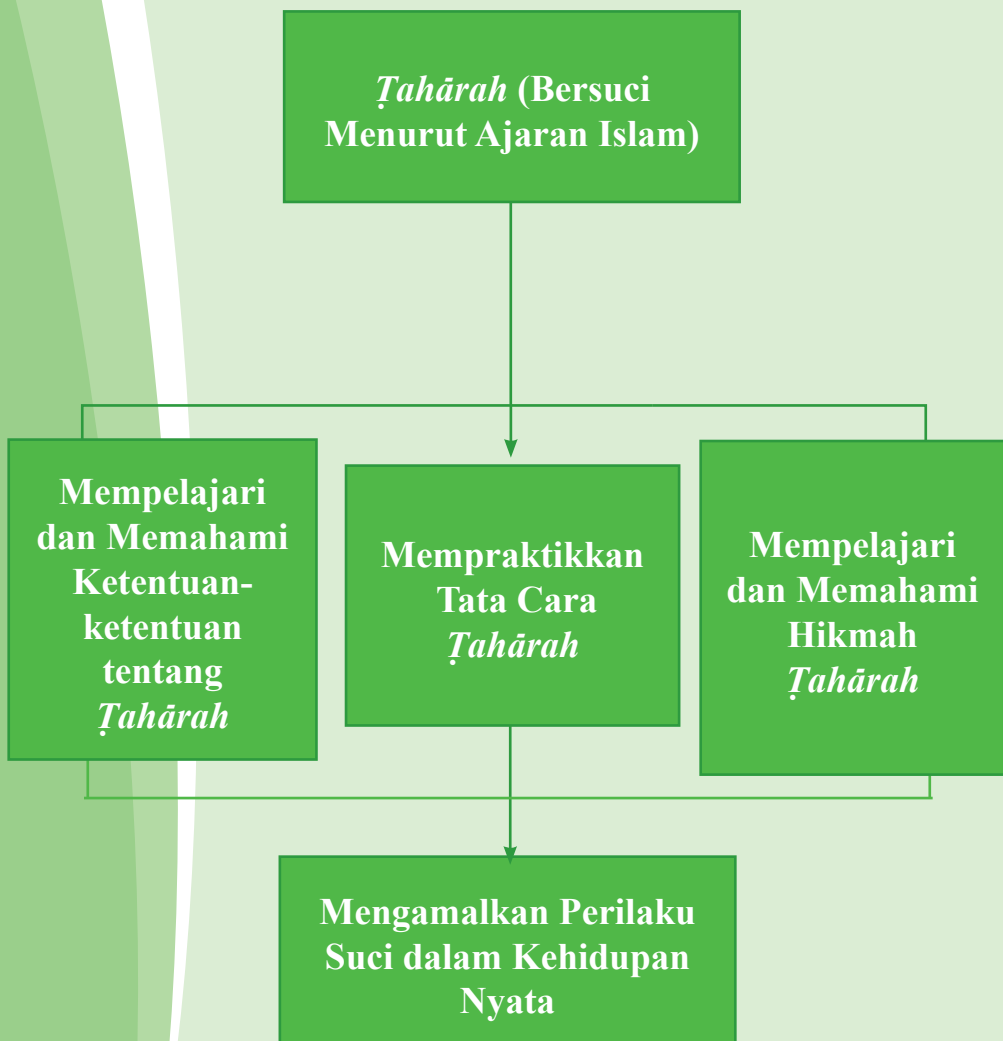 Ṭahārah (Bersuci
Menurut Ajaran Islam)
Mempelajari
dan Memahami
Ketentuan-
ketentuan
tentang
Ṭahārah
Mempraktikkan
Tata Cara
Ṭahārah
Mempelajari
dan Memahami
Hikmah
Ṭahārah
Mengamalkan Perilaku
Suci dalam Kehidupan
Nyata